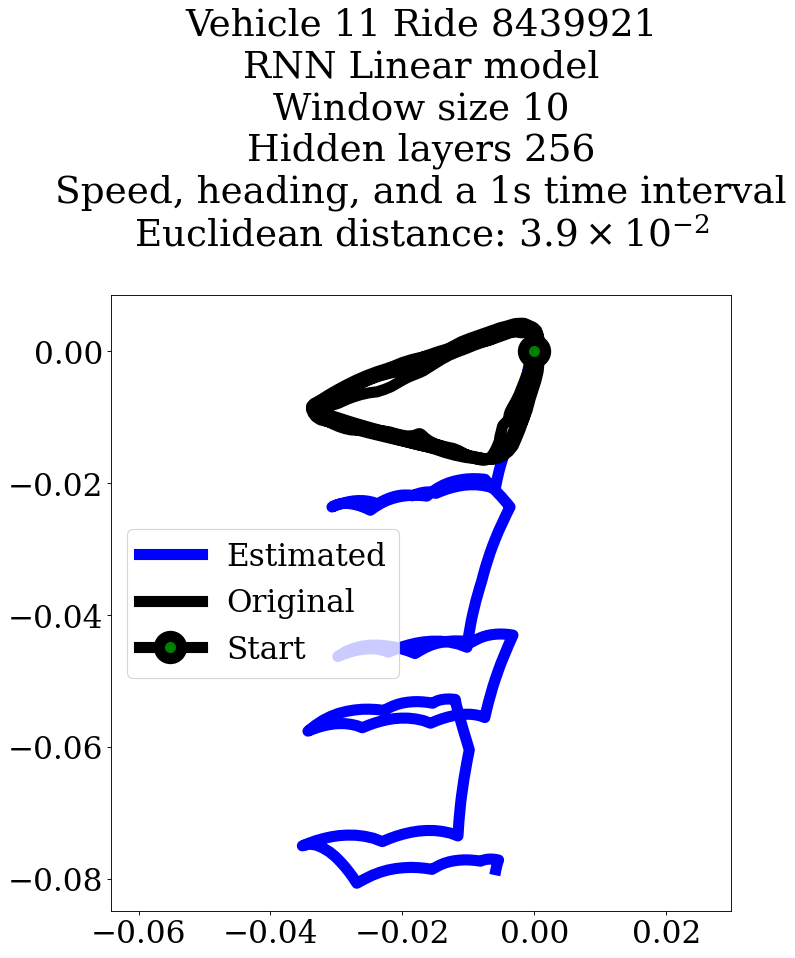 Vehicle 11 Ride 8439921
RNN Linear model
Window size 10
Hidden layers 256
Speed, heading, and a 1s time interval
Euclidean distance: 3.9 × 10⁻²
0.00
−0.02
−0.04
−0.06
−0.08
Estimated
Original
Start
−0.06 −0.04 −0.02 0.00 0.02